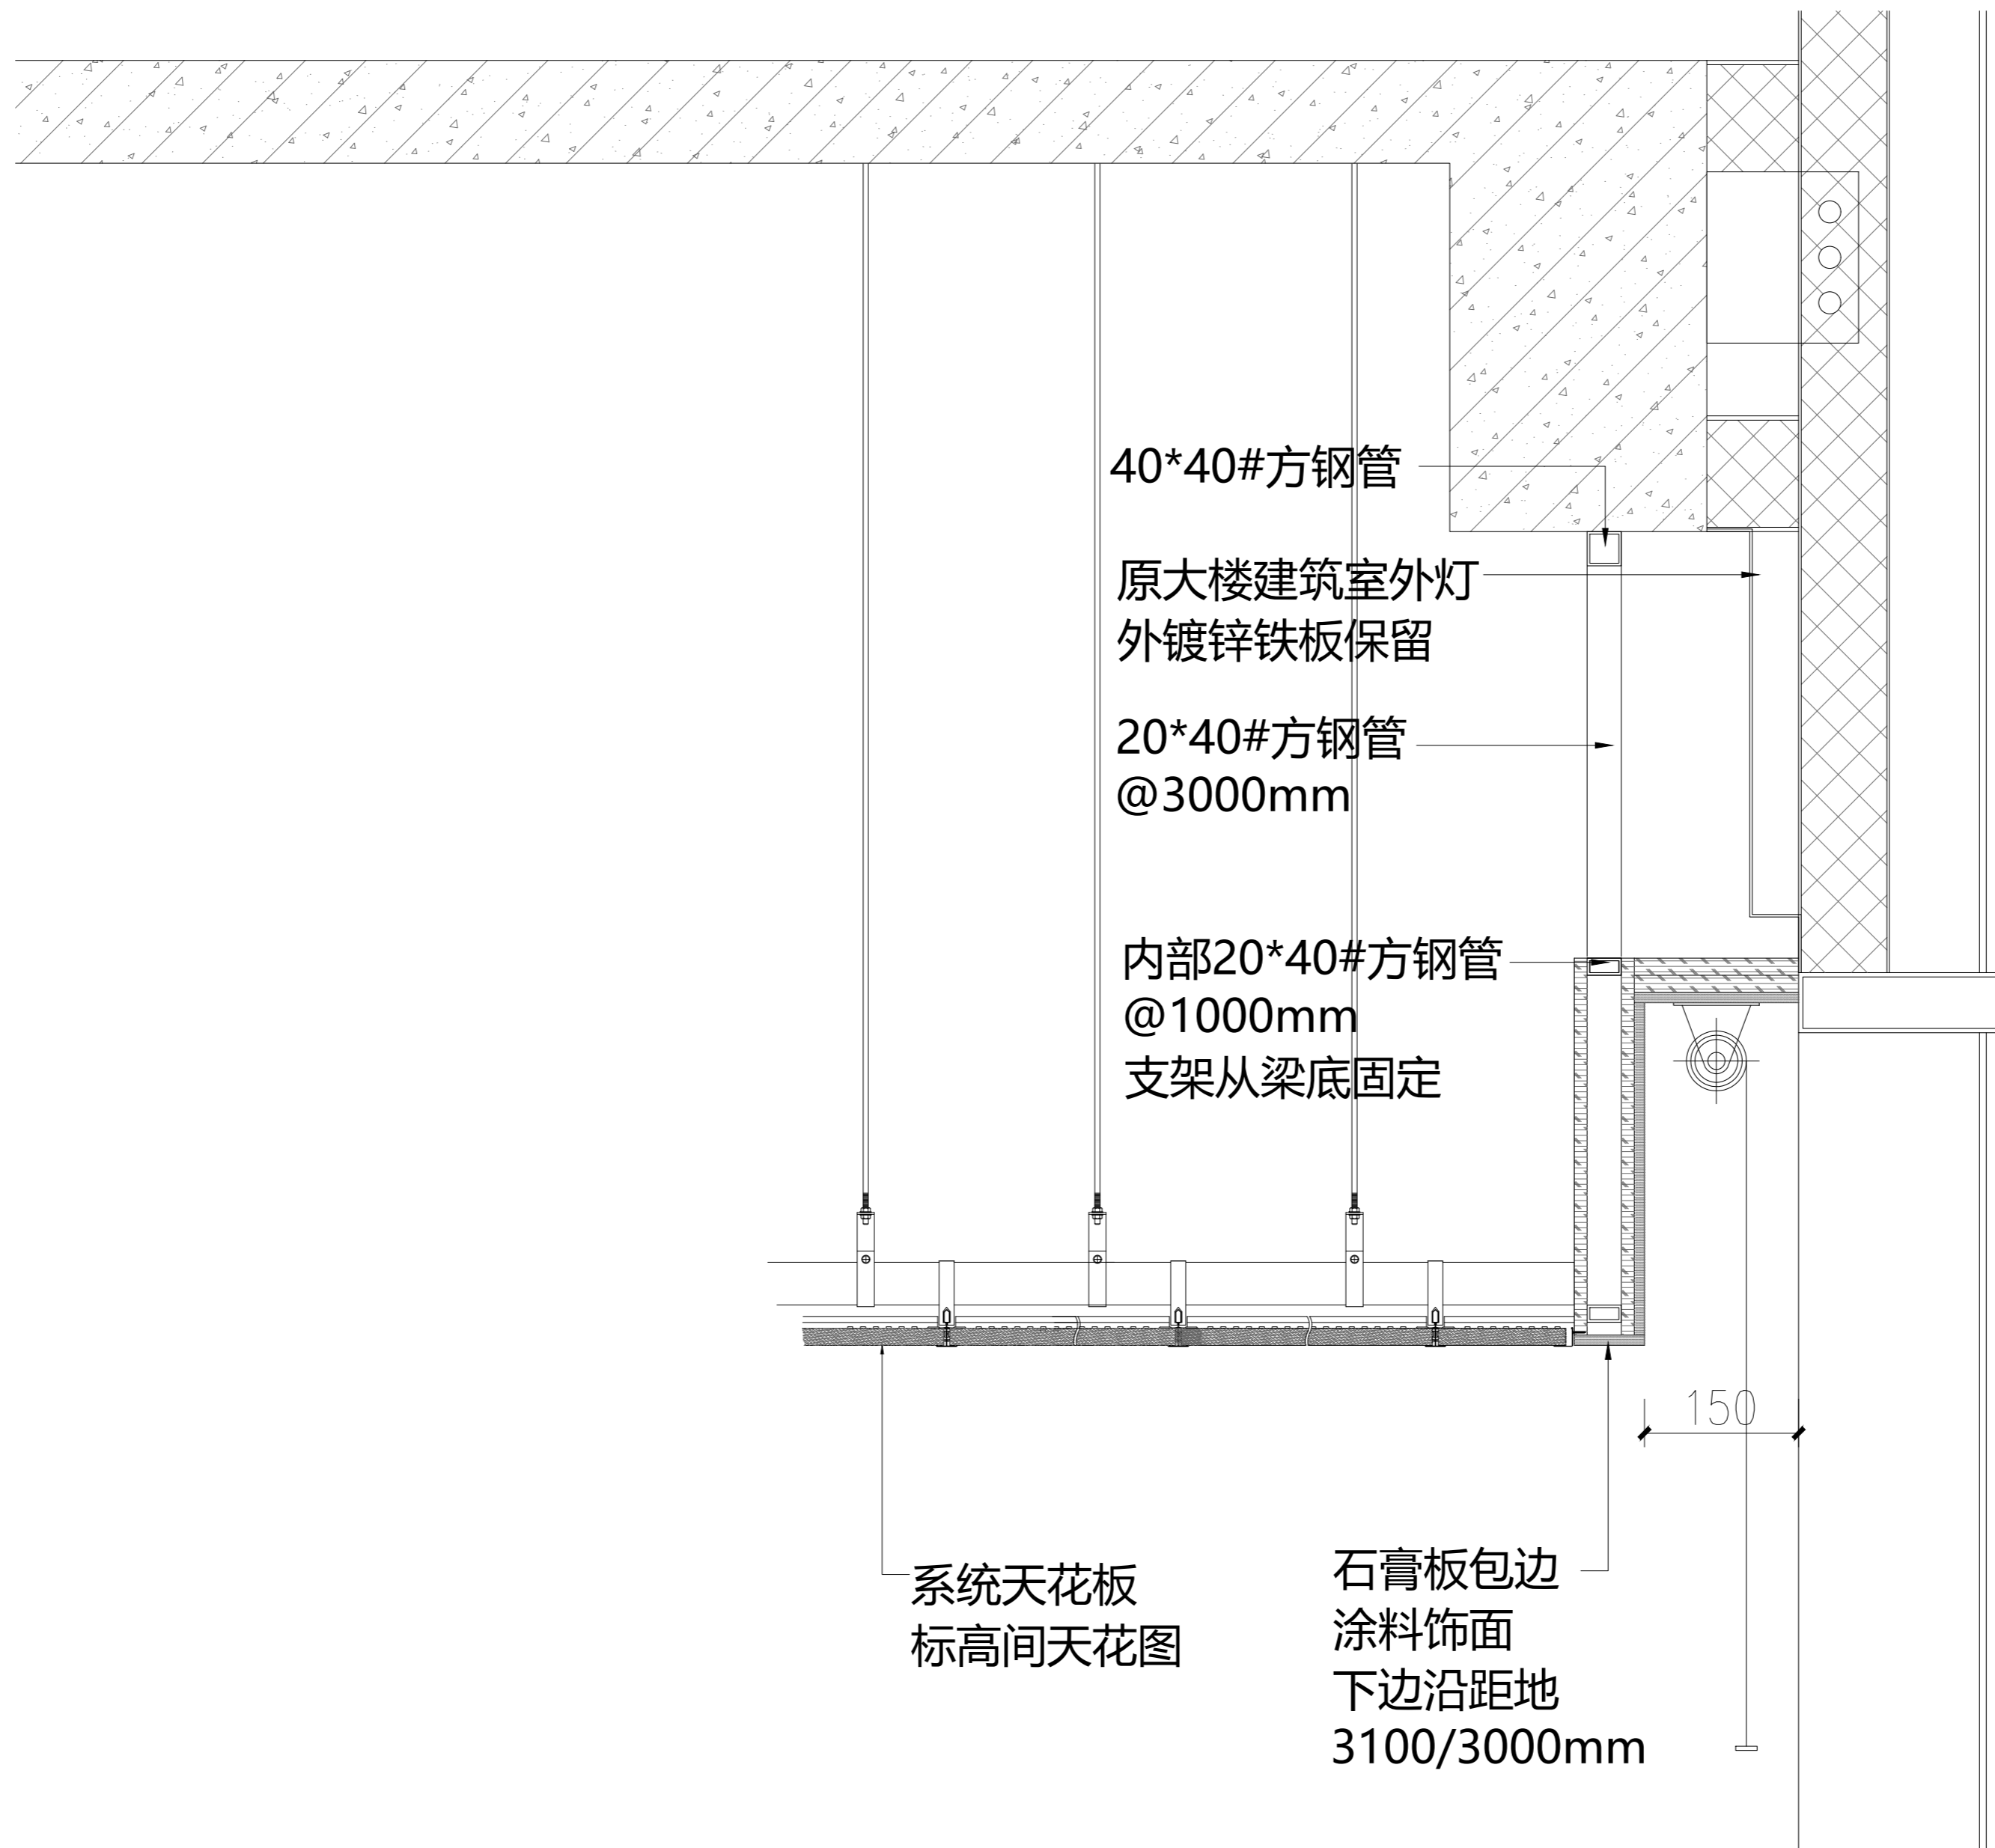 40*40#方钢管
原大楼建筑室外灯
外镀锌铁板保留
20*40#方钢管
@3000mm
内部20*40#方钢管
@1000mm
支架从梁底固定
150
系统天花板
标高间天花图
石膏板包边
涂料饰面
下边沿距地
3100/3000mm